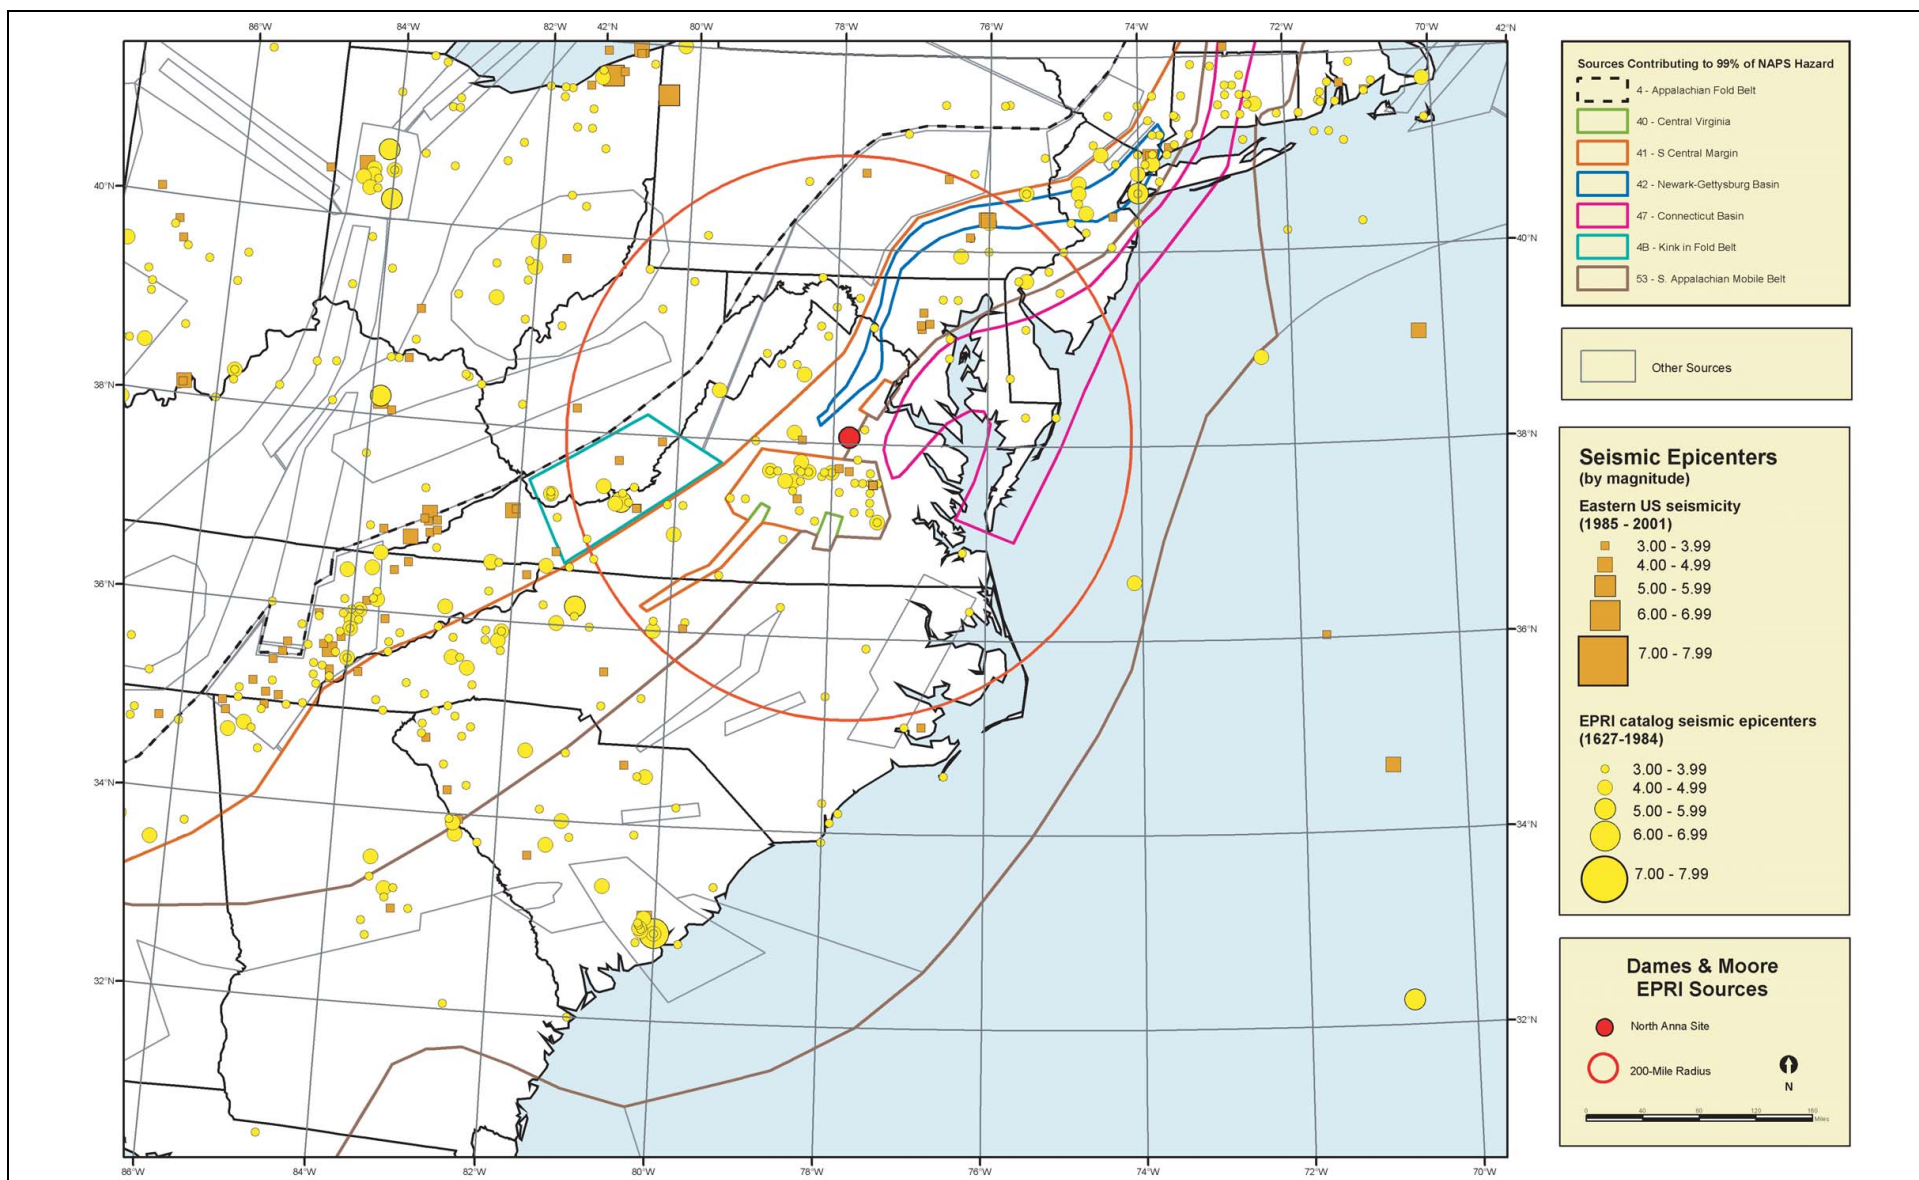 86°W 84°W 82°W 42°N 80°W 78°W 76°W 74°W 72°W 70°W 42°N
40°N
40°N
38°N
38°N
36°N
36°N
34°N
34°N
32°N
32°N
86°W 84°W 82°W 80°W 78°W 76°W 74°W 72°W 70°W
Sources Contributing to 99% of NAPS Hazard
4 - Appalachian Fold Belt
40 - Central Virginia
41 - S Central Margin
42 - Newark-Gettysburg Basin
47 - Connecticut Basin
4B - Kink in Fold Belt
53 - S. Appalachian Mobile Belt
Other Sources
Seismic Epicenters
(by magnitude)
Eastern US seismicity
(1985 - 2001)
3.00 - 3.99
4.00 - 4.99
5.00 - 5.99
6.00 - 6.99
7.00 - 7.99
EPRI catalog seismic epicenters
(1627-1984)
3.00 - 3.99
4.00 - 4.99
5.00 - 5.99
6.00 - 6.99
7.00 - 7.99
Dames & Moore
EPRI Sources
North Anna Site
200-Mile Radius
N
0 40 80 120 160
Miles